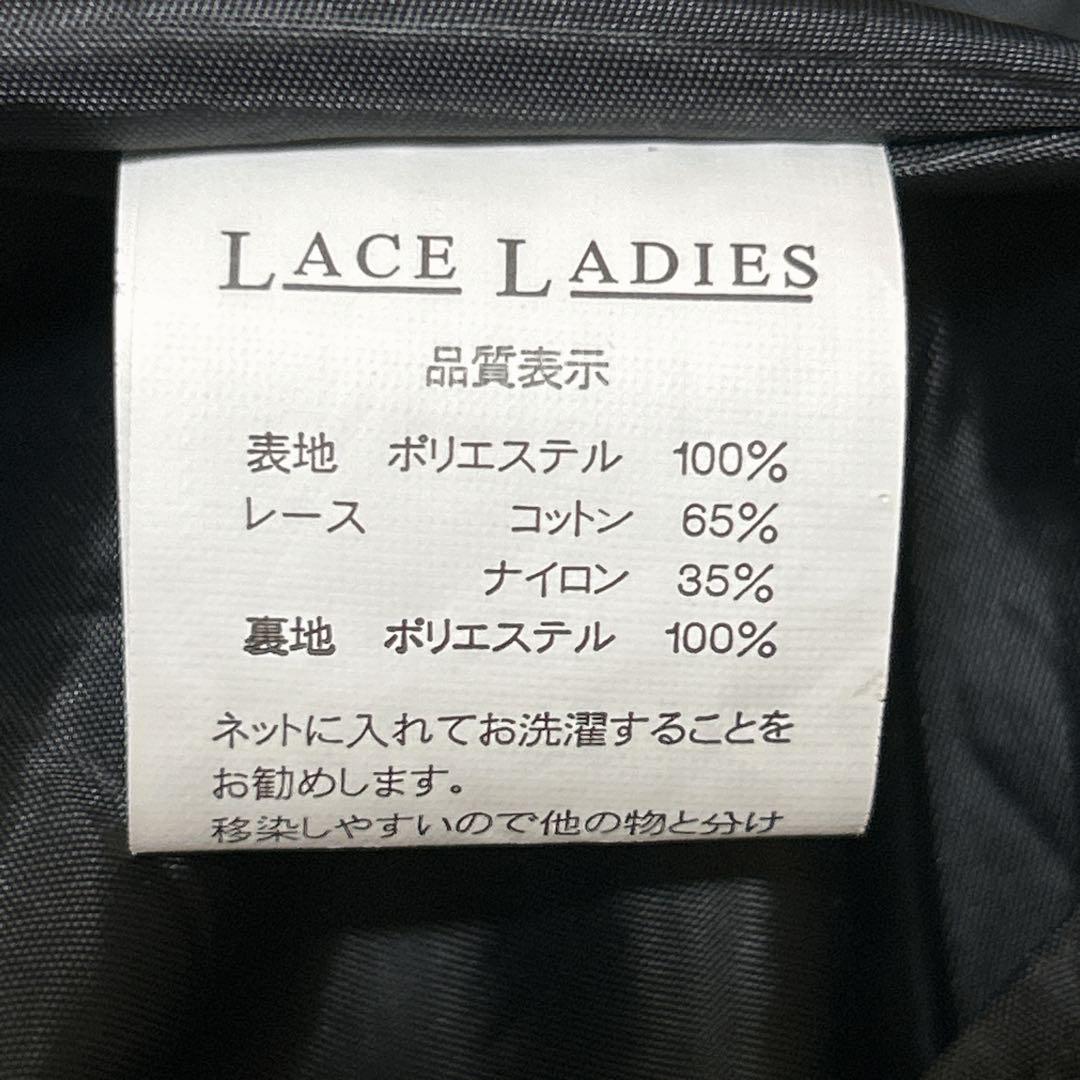 LACE LADIES
品質表示
表地 ポリエステル 100%
レース コットン 65%
ナイロン 35%
裏地 ポリエステル 100%
ネットに入れてお洗濯することを
お勧めします。
移染しやすいので他の物と分け